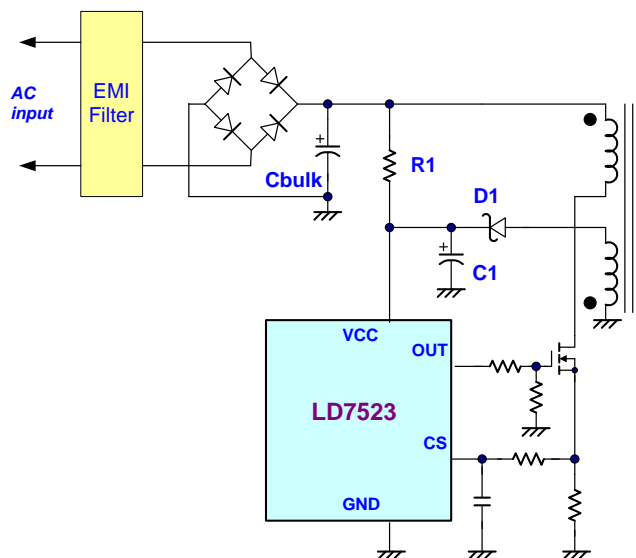 AC
input
EMI
Filter
+
Cbulk
R1
D1
+
C1
VCC
OUT
LD7523
CS
GND